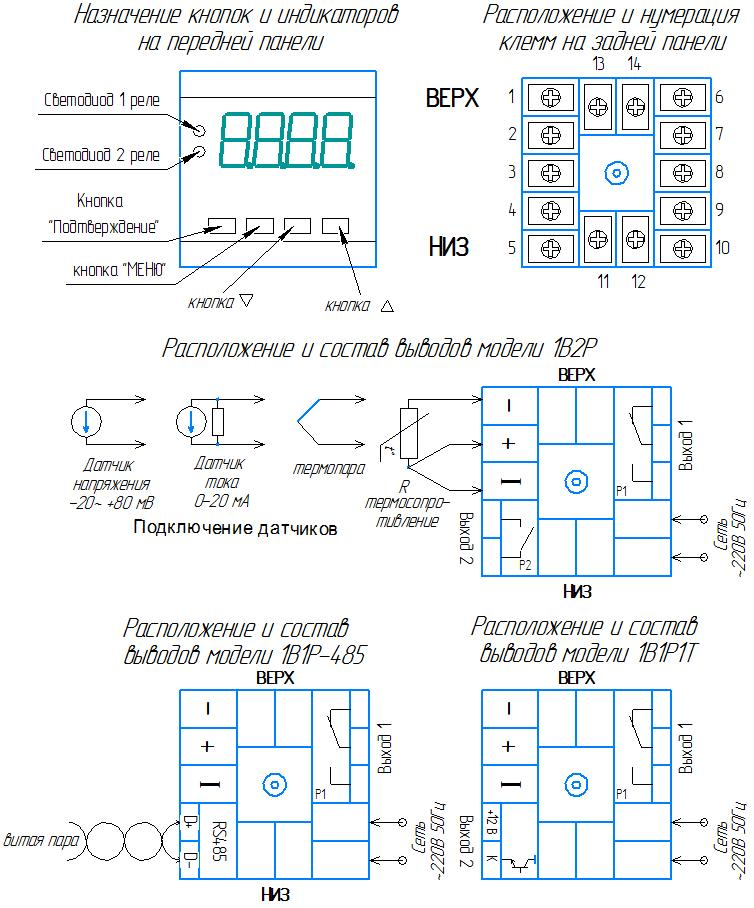 Назначение кнопок и индикаторов
на передней панели
Светодиод 1 реле
Светодиод 2 реле
Кнопка
"Подтверждение"
кнопка "МЕНЮ"
кнопка ▽
кнопка △
Расположение и нумерация
клемм на задней панели
13 14
ВЕРХ
1 6
2 7
3 8
4 9
НИЗ
5 10
11 12
Расположение и состав выводов модели 1В2Р
ВЕРХ
Датчик
напряжения
-20~ +80 мВ
Датчик
тока
0-20 мА
термопара
t°
R
термосопро-
тивление
Подключение датчиков
–
+
I
P1
Выход 1
Выход 2
P2
Сеть
~220В 50Гц
НИЗ
Расположение и состав
выводов модели 1В1Р-485
ВЕРХ
–
+
I
P1
Выход 1
витая пара
D+
D-
RS485
Сеть
~220В 50Гц
НИЗ
Расположение и состав
выводов модели 1В1Р1Т
ВЕРХ
–
+
I
P1
Выход 1
Выход 2
+12 В
К
Сеть
~220В 50Гц